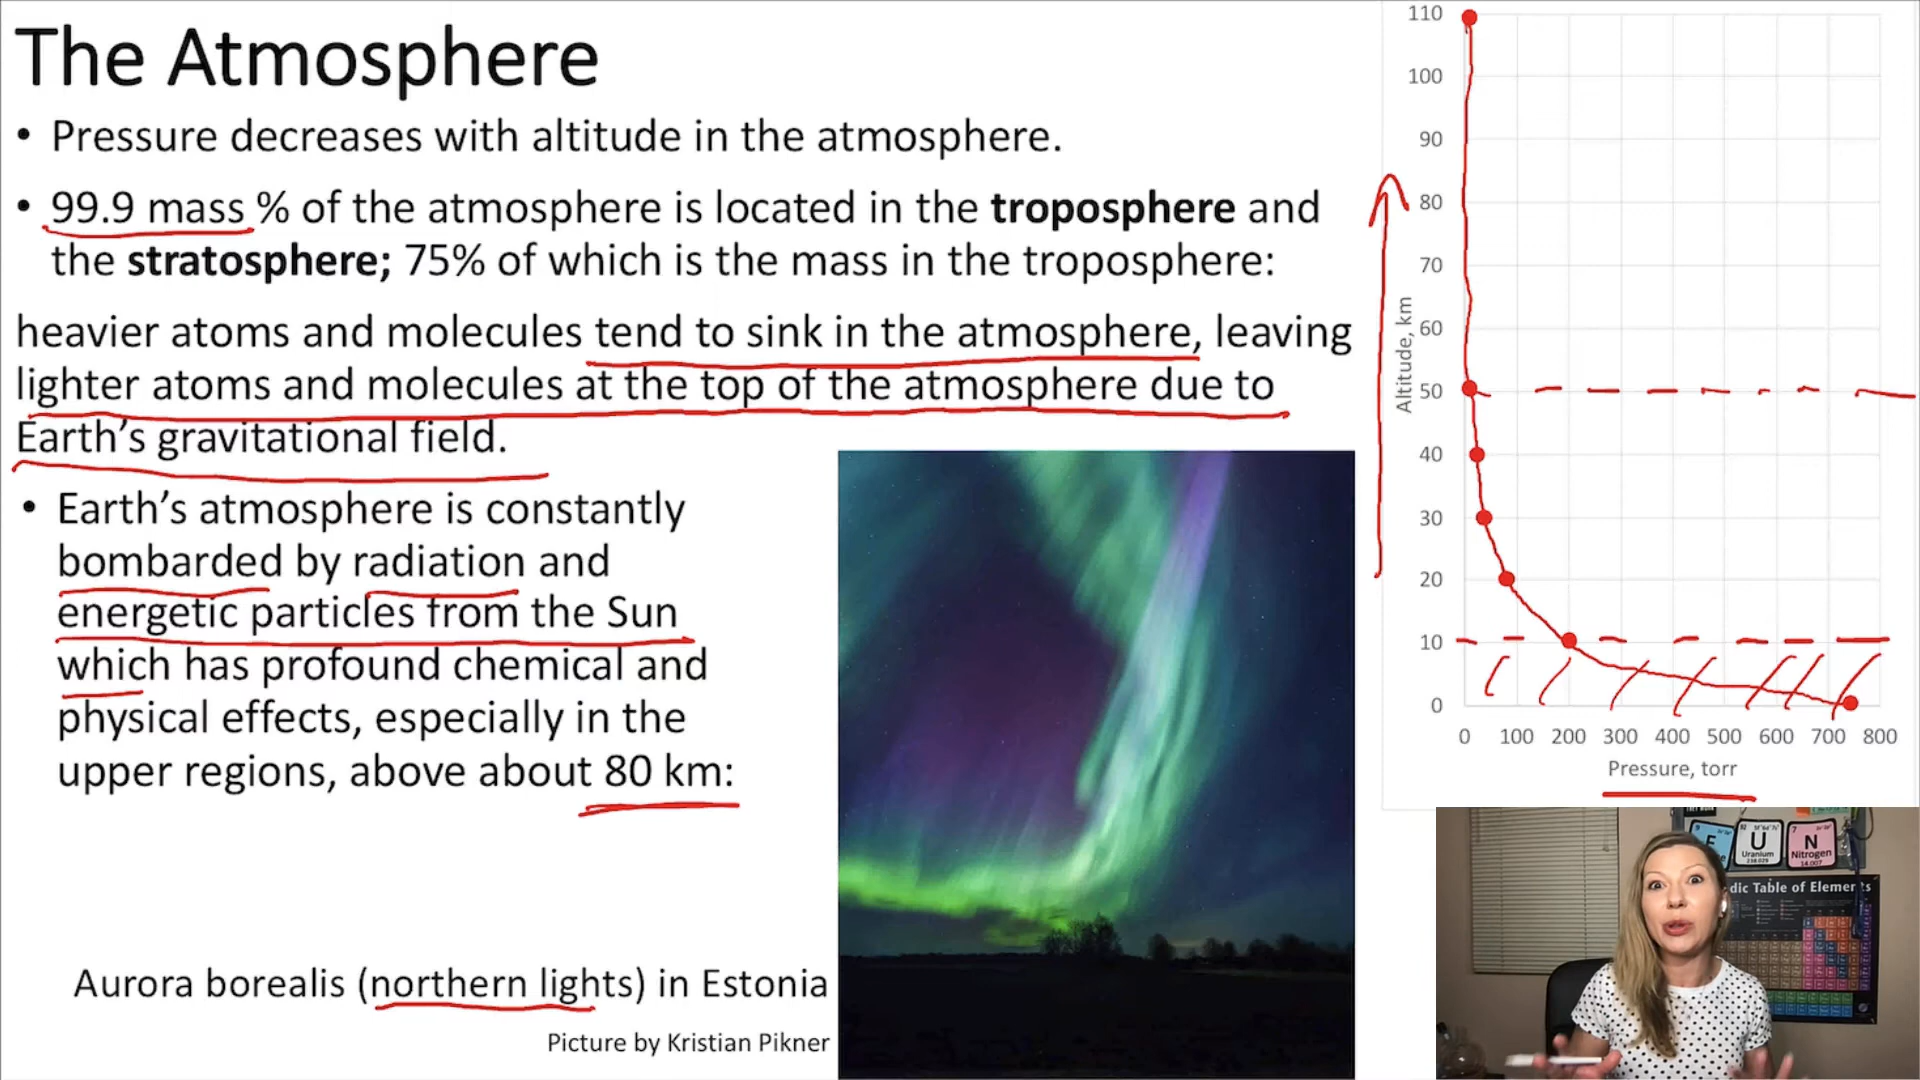 The Atmosphere
• Pressure decreases with altitude in the atmosphere.
• 99.9 mass % of the atmosphere is located in the troposphere and
the stratosphere; 75% of which is the mass in the troposphere:
heavier atoms and molecules tend to sink in the atmosphere, leaving
lighter atoms and molecules at the top of the atmosphere due to
Earth’s gravitational field.
• Earth’s atmosphere is constantly
bombarded by radiation and
energetic particles from the Sun
which has profound chemical and
physical effects, especially in the
upper regions, above about 80 km:
Aurora borealis (northern lights) in Estonia
Picture by Kristian Pikner
110
100
90
80
70
60
50
40
30
20
10
0
Altitude, km
0 100 200 300 400 500 600 700 800
Pressure, torr
9
F
92
U
Uranium
7
N
Nitrogen
14.007
dic Table of Elements